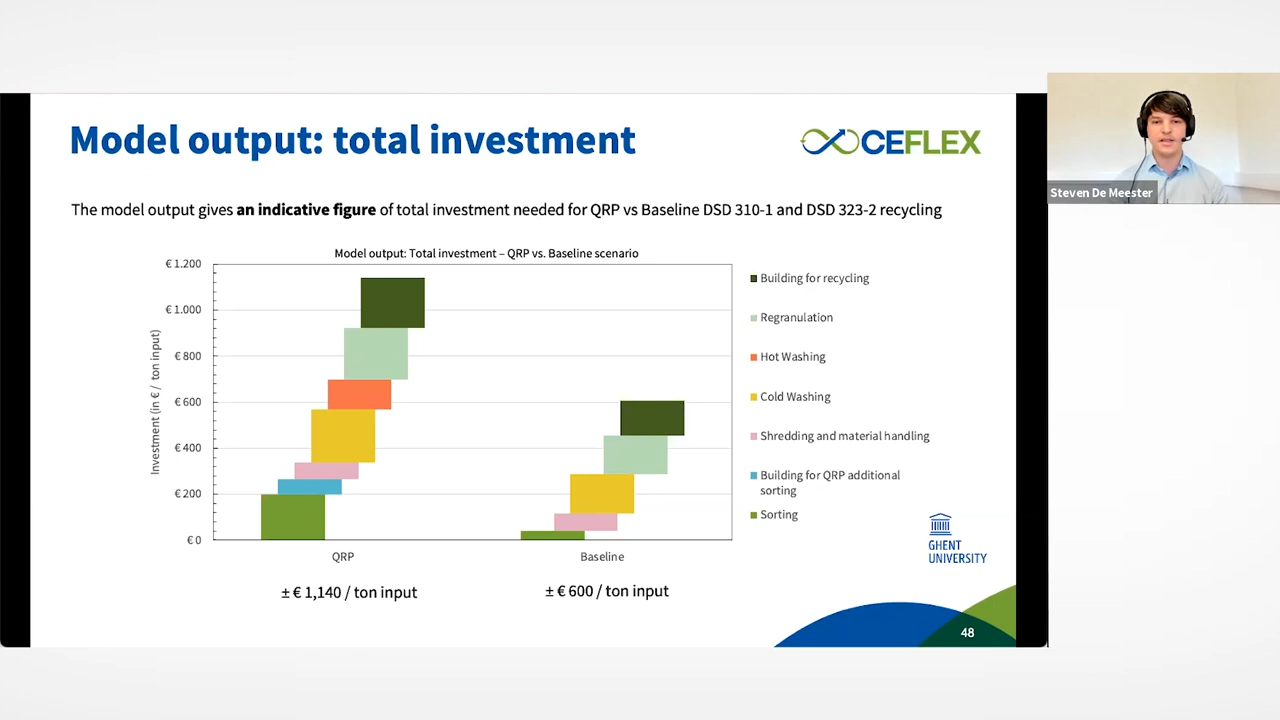 Model output: total investment
CEFLEX
The model output gives an indicative figure of total investment needed for QRP vs Baseline DSD 310-1 and DSD 323-2 recycling
Model output: Total investment – QRP vs. Baseline scenario
Investment (in € / ton input)
€ 1.200
€ 1.000
€ 800
€ 600
€ 400
€ 200
€ 0
QRP
Baseline
± € 1,140 / ton input
± € 600 / ton input
Building for recycling
Regranulation
Hot Washing
Cold Washing
Shredding and material handling
Building for QRP additional
sorting
Sorting
GHENT
UNIVERSITY
48
Steven De Meester